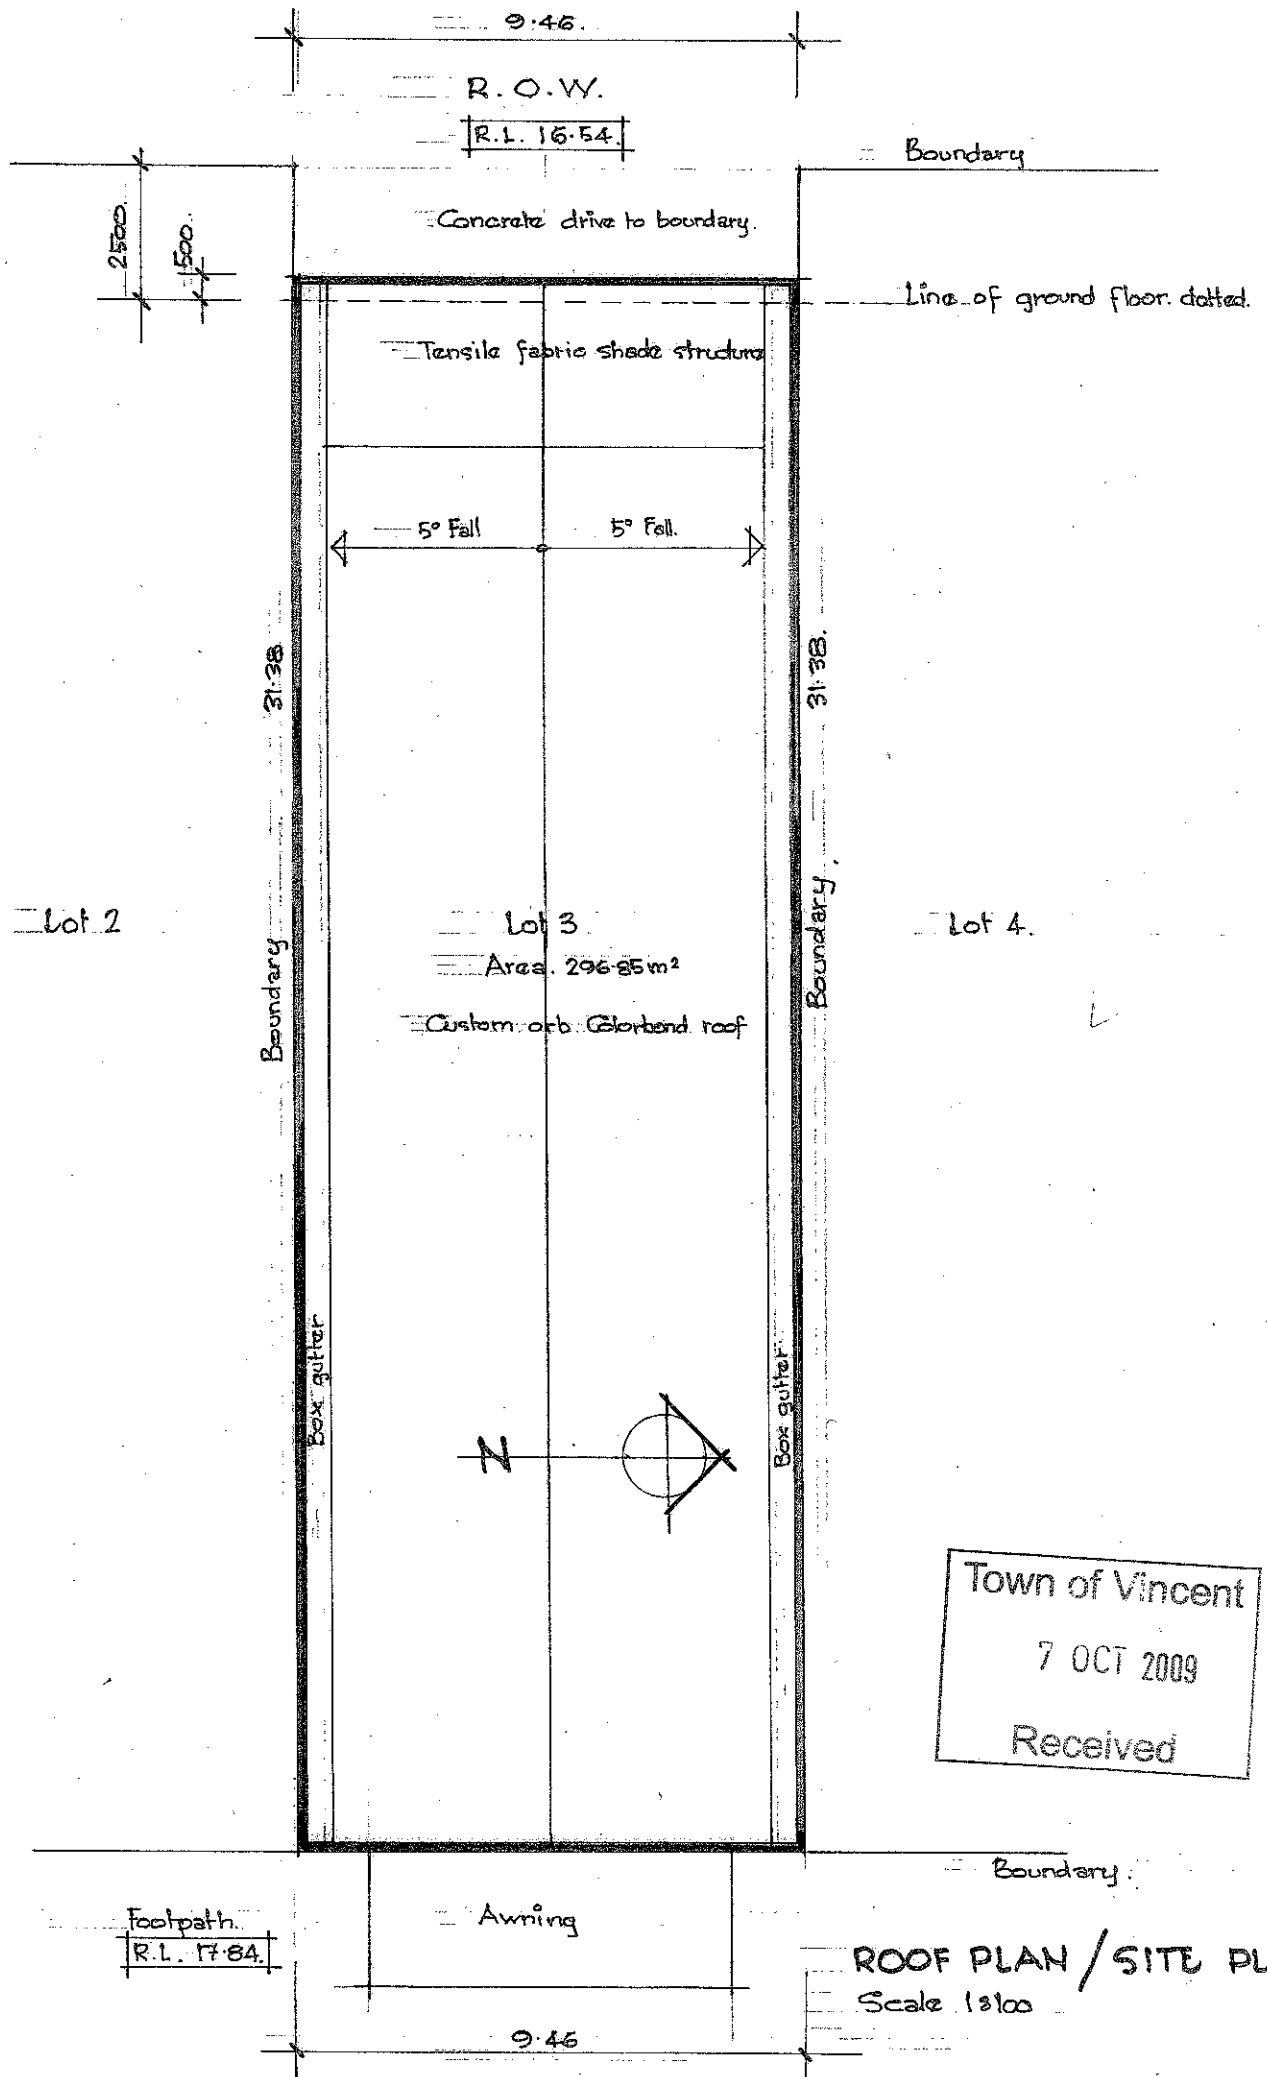 9.46.
R.O.W.
R.L. 16.54.
Boundary
Concrete drive to boundary.
2500.
500.
Line of ground floor dotted.
Tensile fabric shade structure
5° Fall
5° Fall.
31.38
31.38.
Lot 2
Lot 3
Lot 4.
Area. 296.85m²
Boundary
Boundary
Custom orb Colorbond roof
Box gutter
Box gutter
N
Town of Vincent
7 OCT 2009
Received
Boundary.
Footpath.
R.L. 17.84.
Awning
ROOF PLAN / SITE PL
Scale 1:100
9.46